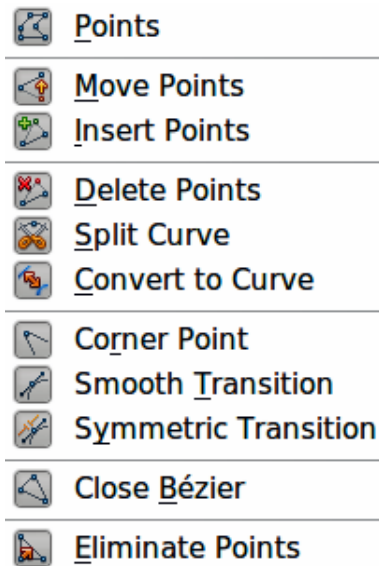 Points
Move Points
Insert Points
Delete Points
Split Curve
Convert to Curve
Corner Point
Smooth Transition
Symmetric Transition
Close Bézier
Eliminate Points